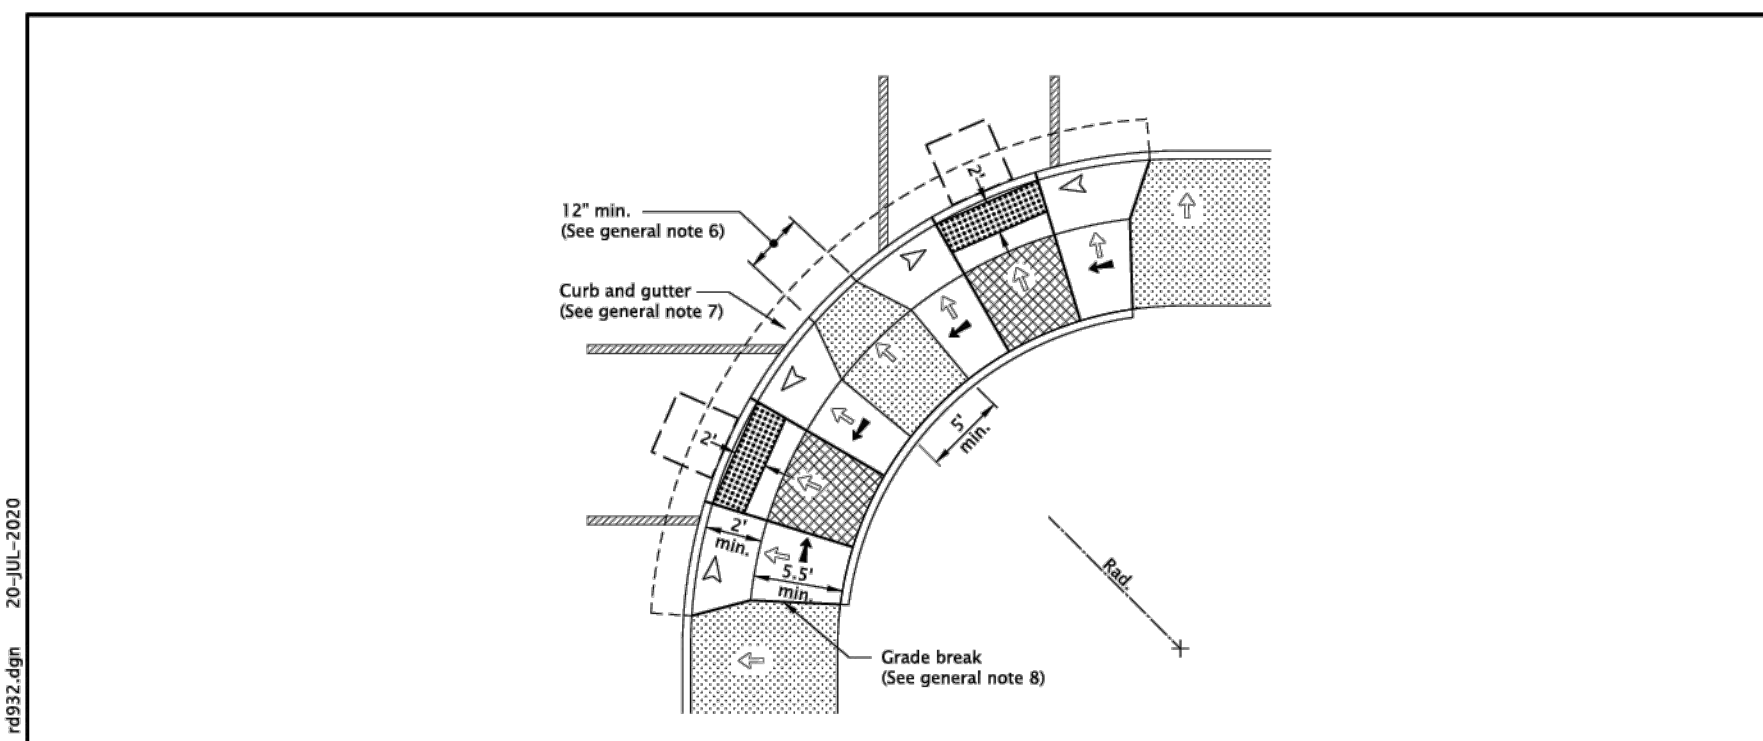 2'
12" min.
(See general note 6)
Curb and gutter
(See general note 7)
5'
min.
2'
2'
min.
5.5'
min.
Rad.
Grade break
(See general note 8)
rd932.dgn 20-JUL-2020